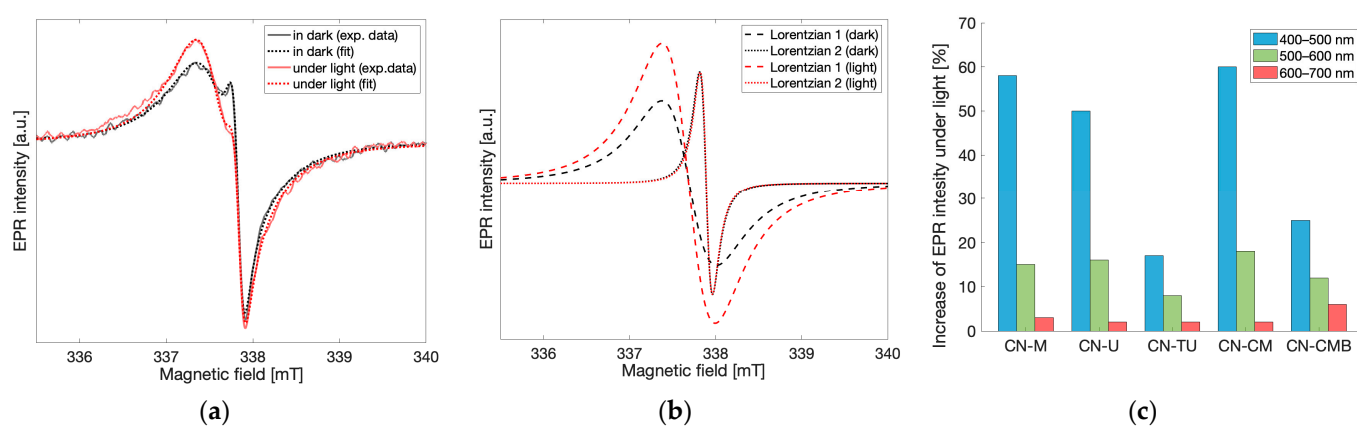 EPR intensity [a.u.]
in dark (exp. data)
in dark (fit)
under light (exp.data)
under light (fit)
336
337
338
339
340
Magnetic field [mT]
(a)
EPR intensity [a.u.]
Lorentzian 1 (dark)
Lorentzian 2 (dark)
Lorentzian 1 (light)
Lorentzian 2 (light)
336
337
338
339
340
Magnetic field [mT]
(b)
Increase of EPR intesity under light [%]
70
60
50
40
30
20
10
0
400–500 nm
500–600 nm
600–700 nm
CN-M
CN-U
CN-TU
CN-CM
CN-CMB
(c)